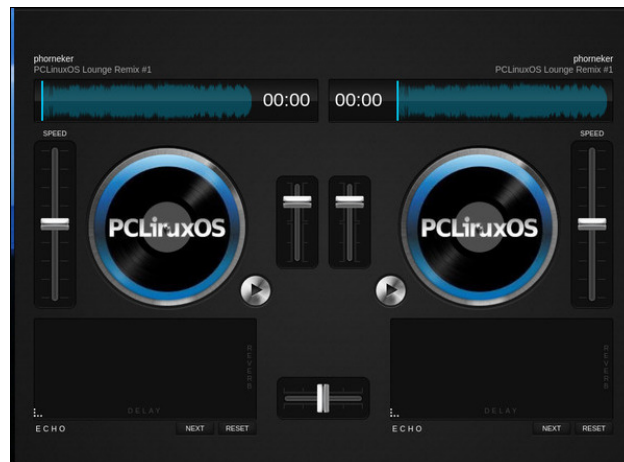 phorneker
PCLinuxOS Lounge Remix #1
00:00
phorneker
PCLinuxOS Lounge Remix #1
00:00
SPEED
SPEED
PCLinuxOS
PCLinuxOS
REVERB
DELAY
ECHO
NEXT
RESET
REVERB
DELAY
ECHO
NEXT
RESET